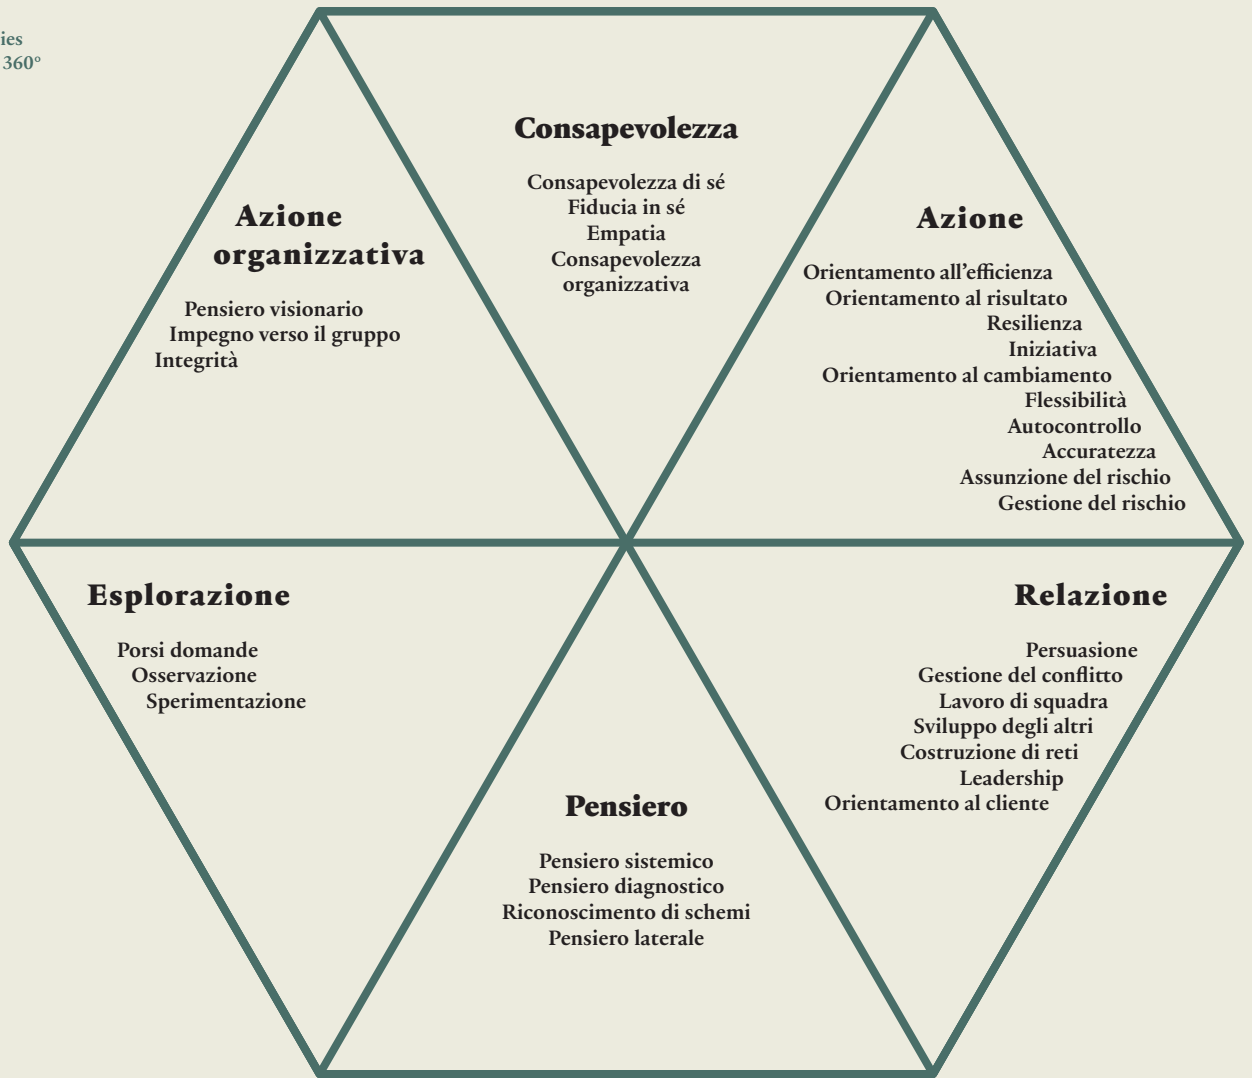 ies
360°
Consapevolezza
Consapevolezza di sé
Fiducia in sé
Empatia
Consapevolezza
organizzativa
Azione
organizzativa
Pensiero visionario
Impegno verso il gruppo
Integrità
Azione
Orientamento all’efficienza
Orientamento al risultato
Resilienza
Iniziativa
Orientamento al cambiamento
Flessibilità
Autocontrollo
Accuratezza
Assunzione del rischio
Gestione del rischio
Esplorazione
Porsi domande
Osservazione
Sperimentazione
Relazione
Persuasione
Gestione del conflitto
Lavoro di squadra
Sviluppo degli altri
Costruzione di reti
Leadership
Orientamento al cliente
Pensiero
Pensiero sistemico
Pensiero diagnostico
Riconoscimento di schemi
Pensiero laterale